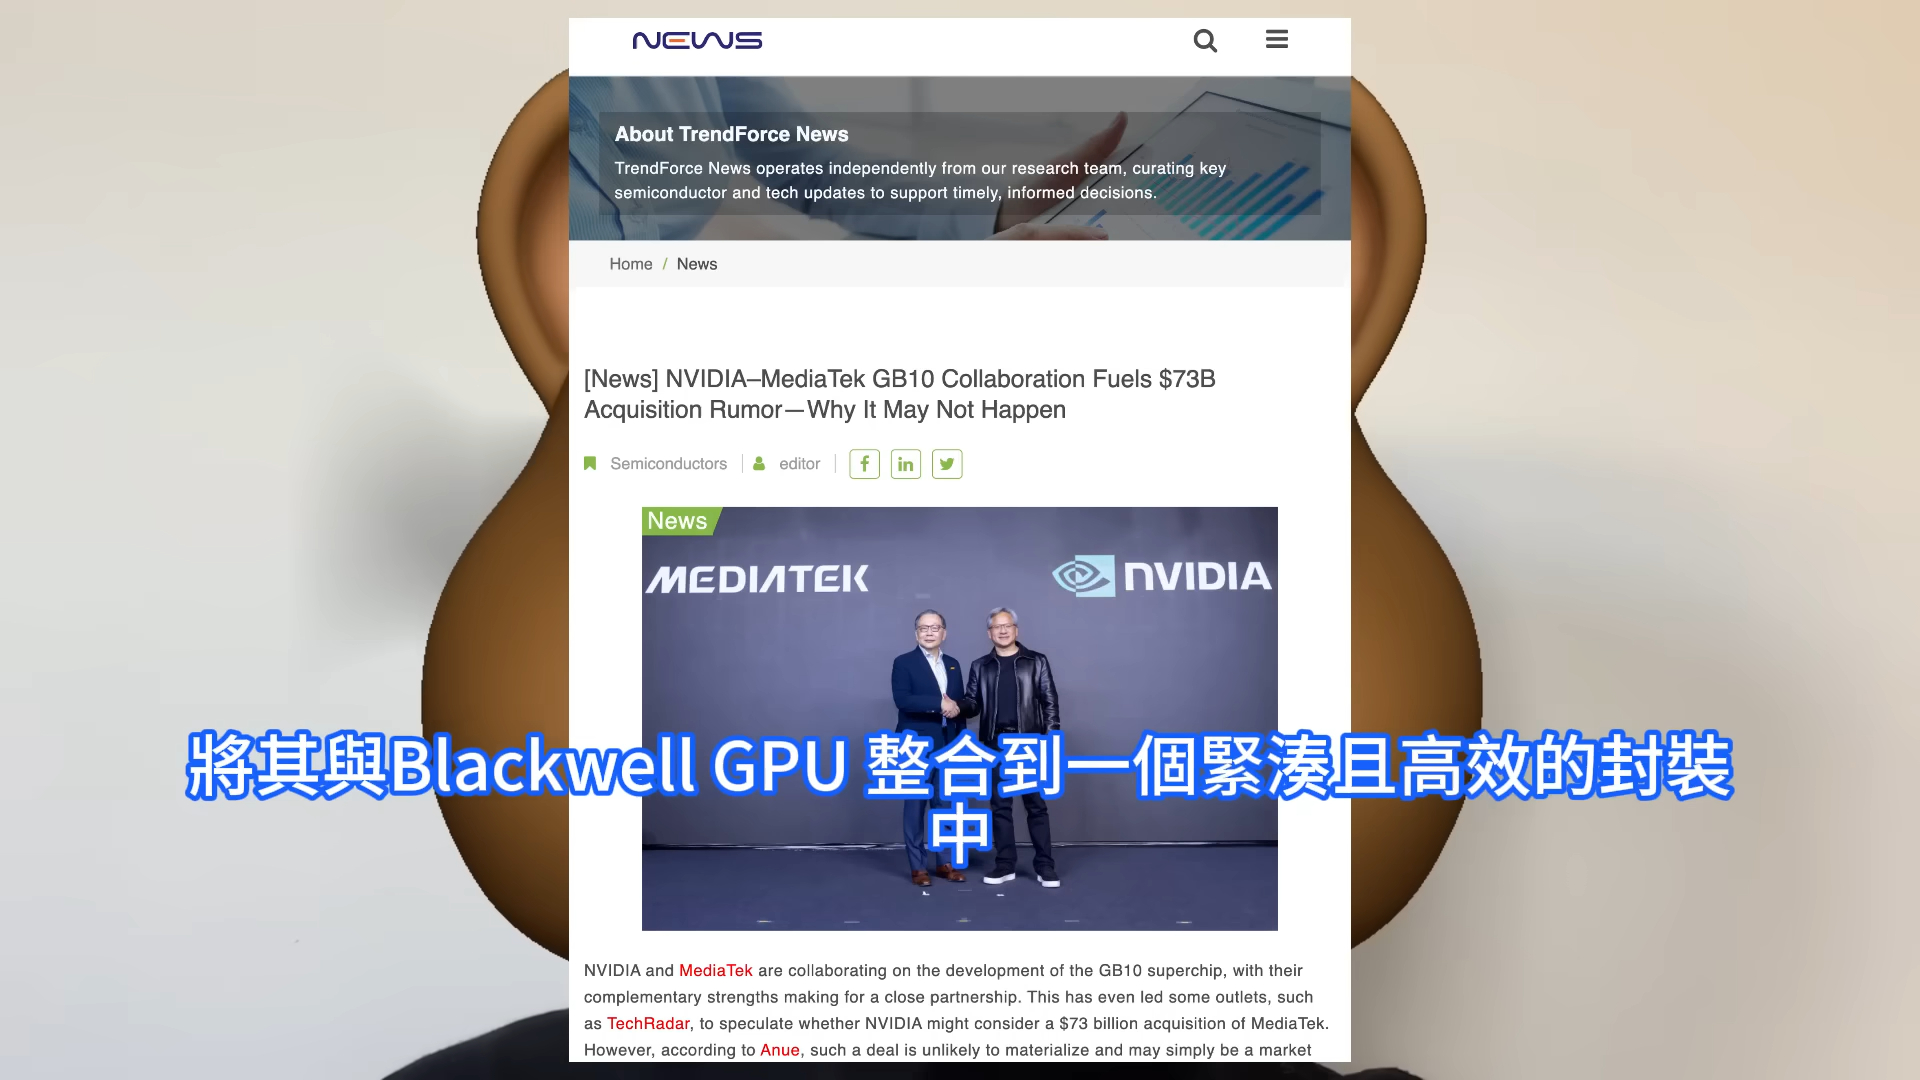 NEWS
About TrendForce News
TrendForce News operates independently from our research team, curating key
semiconductor and tech updates to support timely, informed decisions.
Home / News
[News] NVIDIA–MediaTek GB10 Collaboration Fuels $73B
Acquisition Rumor—Why It May Not Happen
Semiconductors editor
News
MEDIATEK
NVIDIA
將其與Blackwell GPU 整合到一個緊湊且高效的封裝
中
NVIDIA and MediaTek are collaborating on the development of the GB10 superchip, with their
complementary strengths making for a close partnership. This has even led some outlets, such
as TechRadar, to speculate whether NVIDIA might consider a $73 billion acquisition of MediaTek.
However, according to Anue, such a deal is unlikely to materialize and may simply be a market